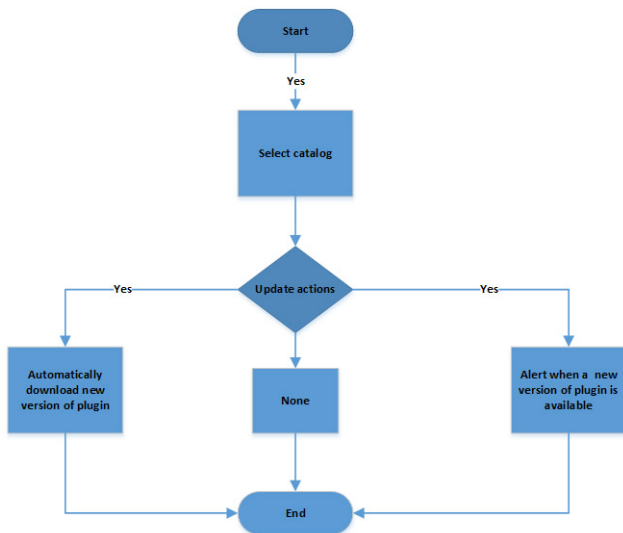 Start
Yes
Select catalog
Update actions
Yes
Yes
Automatically
download new
version of plugin
None
Alert when a new
version of plugin is
available
End